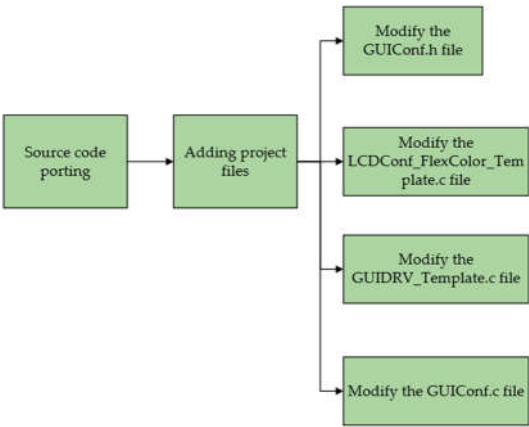 Source code
porting
Adding project
files
Modify the
GUIConf.h file
Modify the
LCDConf_FlexColor_Tem
plate.c file
Modify the
GUIDRV_Template.c file
Modify the GUIConf.c file